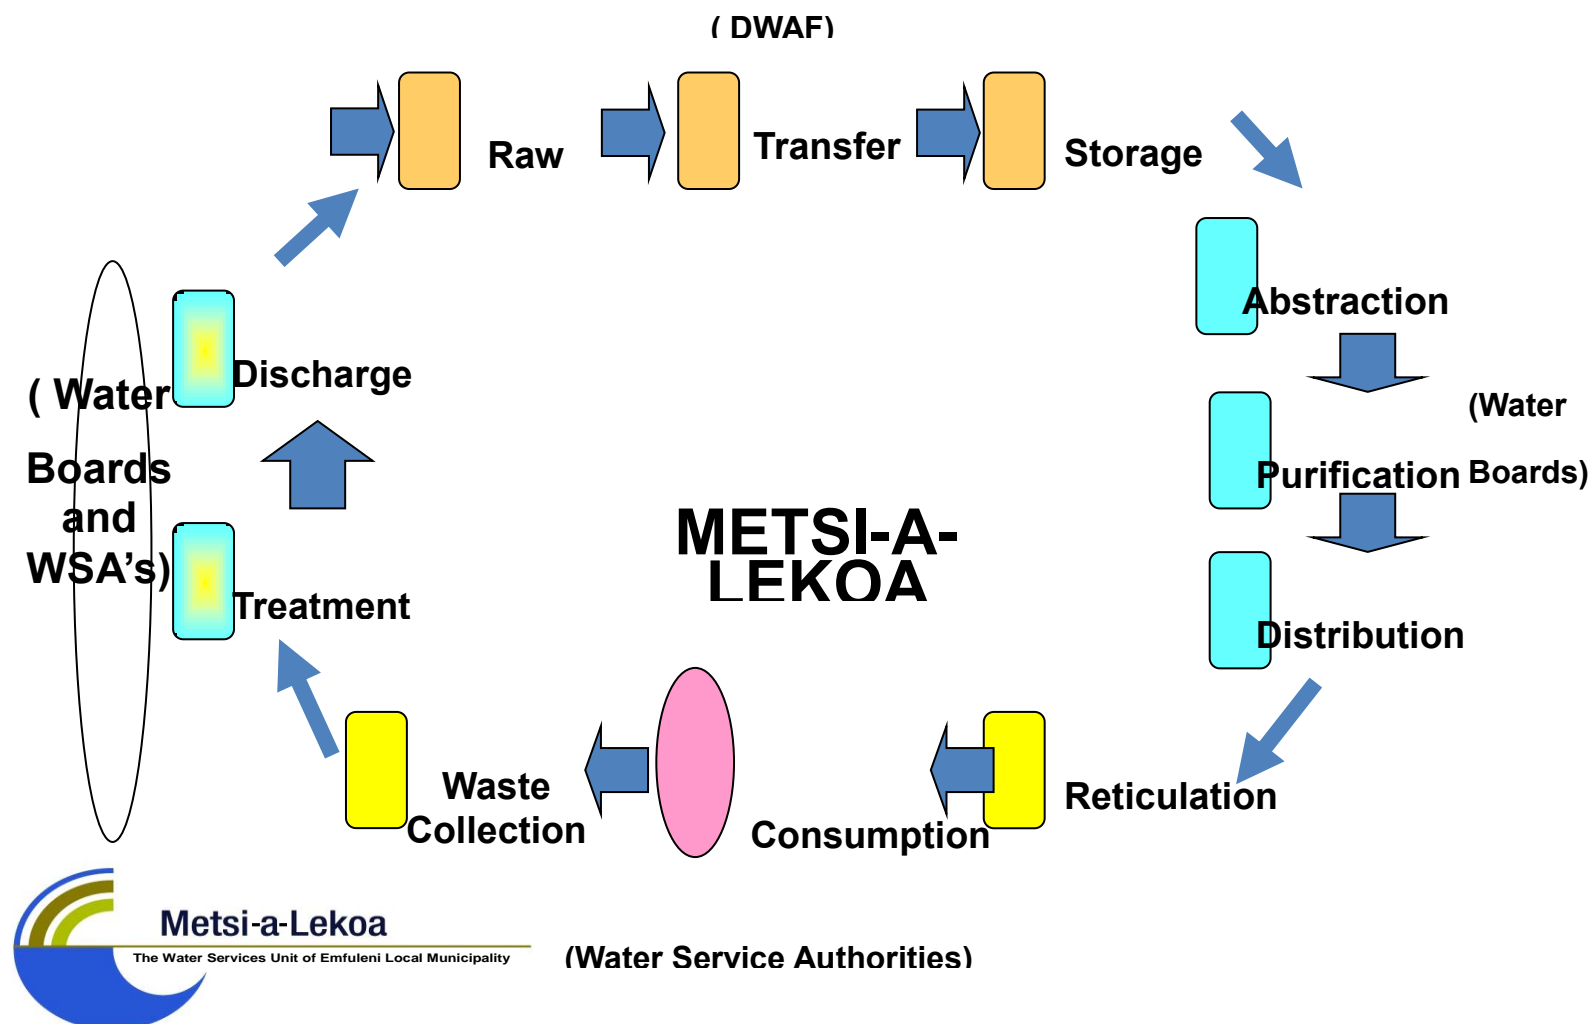 ( DWAF)
Raw
Transfer
Storage
Abstraction
(Water
Boards)
Purification
Distribution
Reticulation
Consumption
Waste
Collection
Treatment
Discharge
( Water
Boards
and
WSA’s)
METSI-A-
LEKOA
Metsi-a-Lekoa
The Water Services Unit of Emfuleni Local Municipality
(Water Service Authorities)